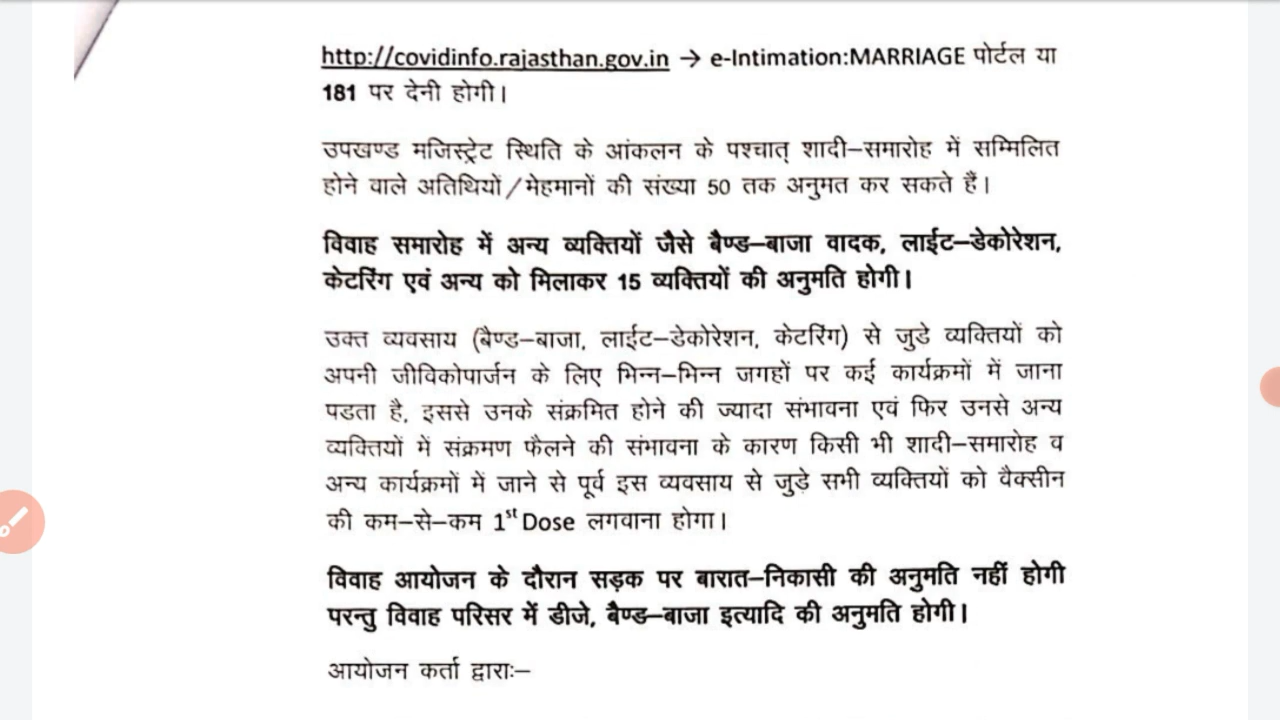 http://covidinfo.rajasthan.gov.in → e-Intimation:MARRIAGE पोर्टल या
181 पर देनी होगी।
उपखण्ड मजिस्ट्रेट स्थिति के आंकलन के पश्चात् शादी–समारोह में सम्मिलित
होने वाले अतिथियों/मेहमानों की संख्या 50 तक अनुमत कर सकते हैं।
विवाह समारोह में अन्य व्यक्तियों जैसे बैण्ड–बाजा वादक, लाईट–डेकोरेशन,
केटरिंग एवं अन्य को मिलाकर 15 व्यक्तियों की अनुमति होगी।
उक्त व्यवसाय (बैण्ड–बाजा, लाईट–डेकोरेशन, केटरिंग) से जुडे व्यक्तियों को
अपनी जीविकोपार्जन के लिए भिन्न–भिन्न जगहों पर कई कार्यक्रमों में जाना
पडता है, इससे उनके संक्रमित होने की ज्यादा संभावना एवं फिर उनसे अन्य
व्यक्तियों में संक्रमण फैलने की संभावना के कारण किसी भी शादी–समारोह व
अन्य कार्यक्रमों में जाने से पूर्व इस व्यवसाय से जुड़े सभी व्यक्तियों को वैक्सीन
की कम–से–कम 1st Dose लगवाना होगा।
विवाह आयोजन के दौरान सड़क पर बारात–निकासी की अनुमति नहीं होगी
परन्तु विवाह परिसर में डीजे, बैण्ड–बाजा इत्यादि की अनुमति होगी।
आयोजन कर्ता द्वाराः–